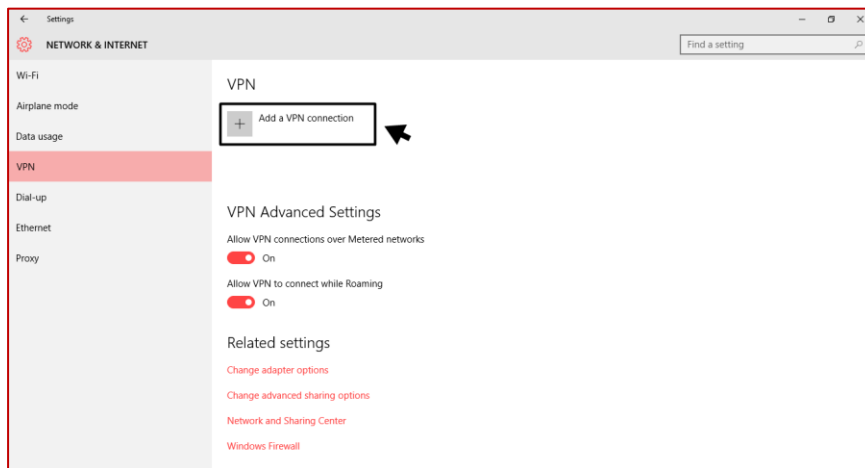 Settings
NETWORK & INTERNET
Find a setting
Wi-Fi
Airplane mode
Data usage
VPN
Dial-up
Ethernet
Proxy
VPN
Add a VPN connection
VPN Advanced Settings
Allow VPN connections over Metered networks
On
Allow VPN to connect while Roaming
On
Related settings
Change adapter options
Change advanced sharing options
Network and Sharing Center
Windows Firewall